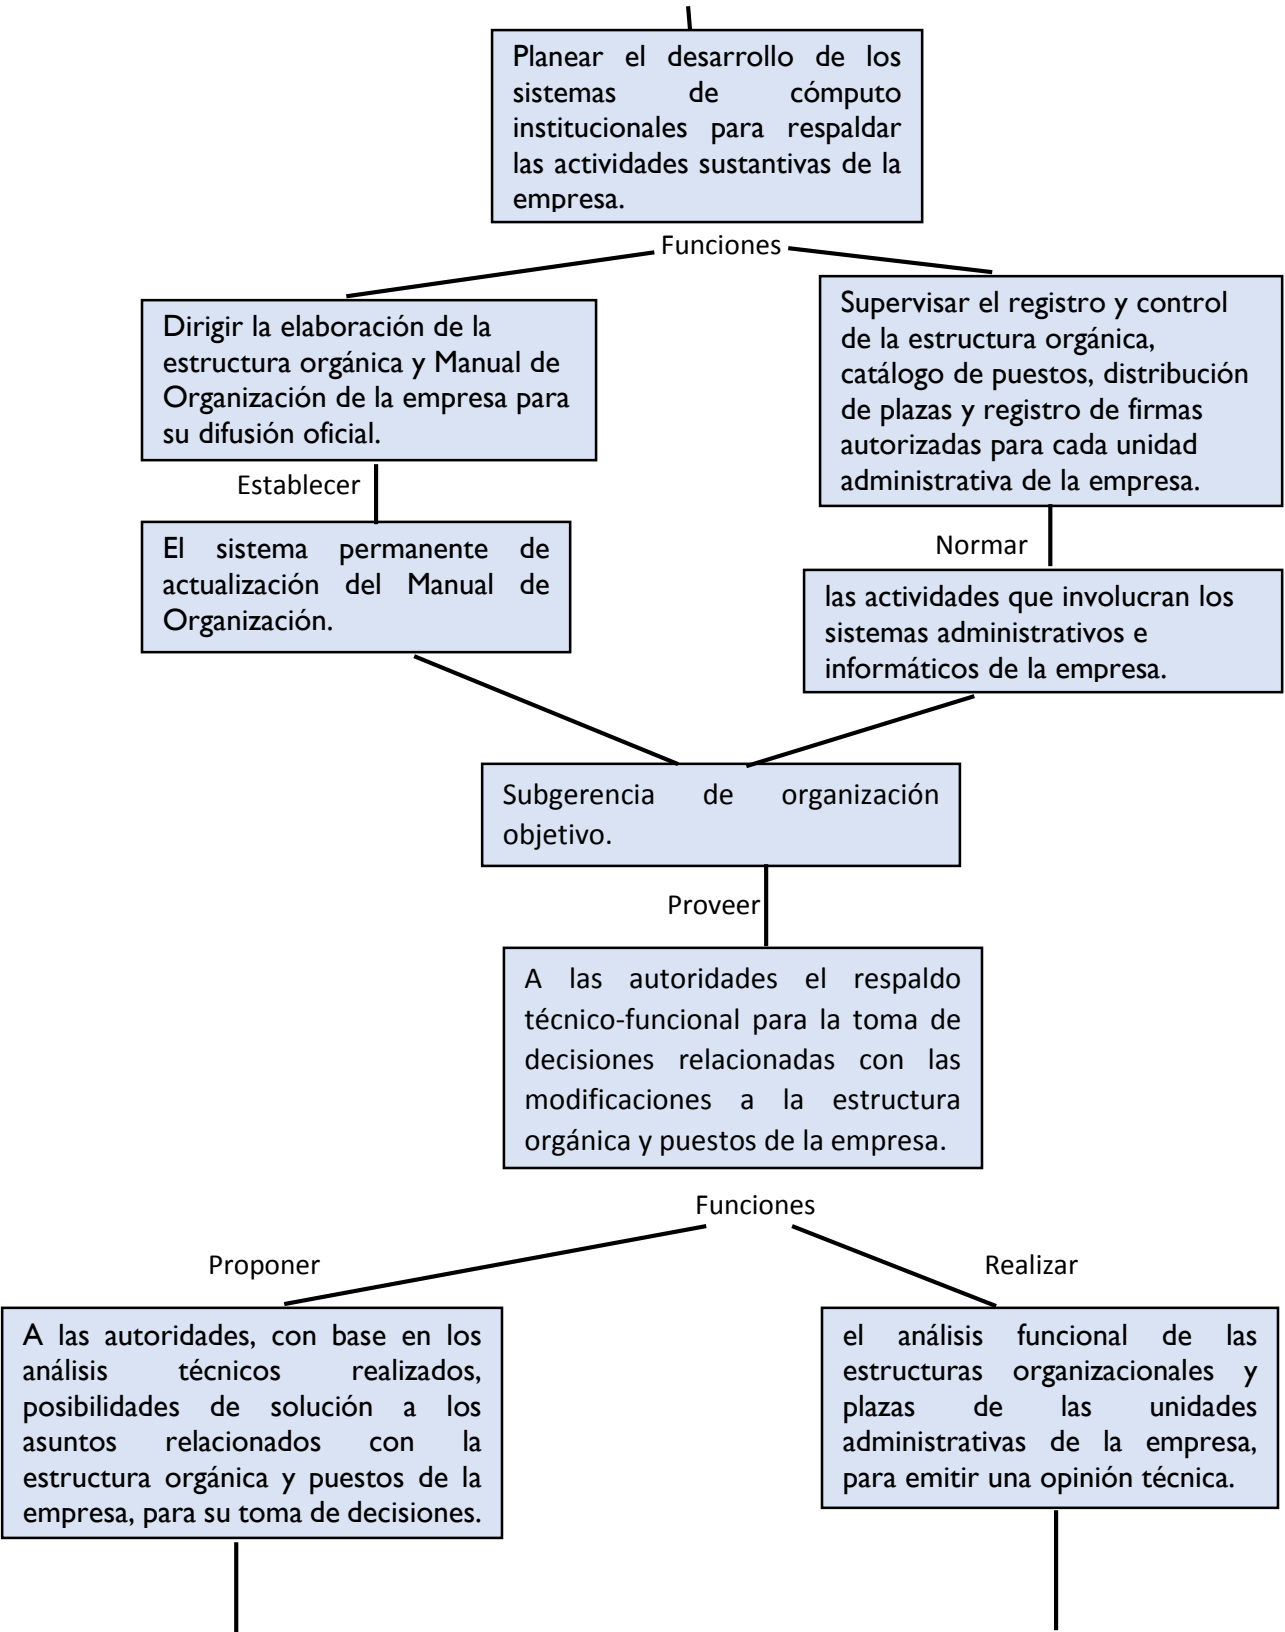 Planear el desarrollo de los
sistemas de cómputo
institucionales para respaldar
las actividades sustantivas de la
empresa.
Funciones
Dirigir la elaboración de la
estructura orgánica y Manual de
Organización de la empresa para
su difusión oficial.
Supervisar el registro y control
de la estructura orgánica,
catálogo de puestos, distribución
de plazas y registro de firmas
autorizadas para cada unidad
administrativa de la empresa.
Establecer
Normar
El sistema permanente de
actualización del Manual de
Organización.
las actividades que involucran los
sistemas administrativos e
informáticos de la empresa.
Subgerencia de organización
objetivo.
Proveer
A las autoridades el respaldo
técnico-funcional para la toma de
decisiones relacionadas con las
modificaciones a la estructura
orgánica y puestos de la empresa.
Funciones
Proponer
Realizar
A las autoridades, con base en los
análisis técnicos realizados,
posibilidades de solución a los
asuntos relacionados con la
estructura orgánica y puestos de la
empresa, para su toma de decisiones.
el análisis funcional de las
estructuras organizacionales y
plazas de las unidades
administrativas de la empresa,
para emitir una opinión técnica.